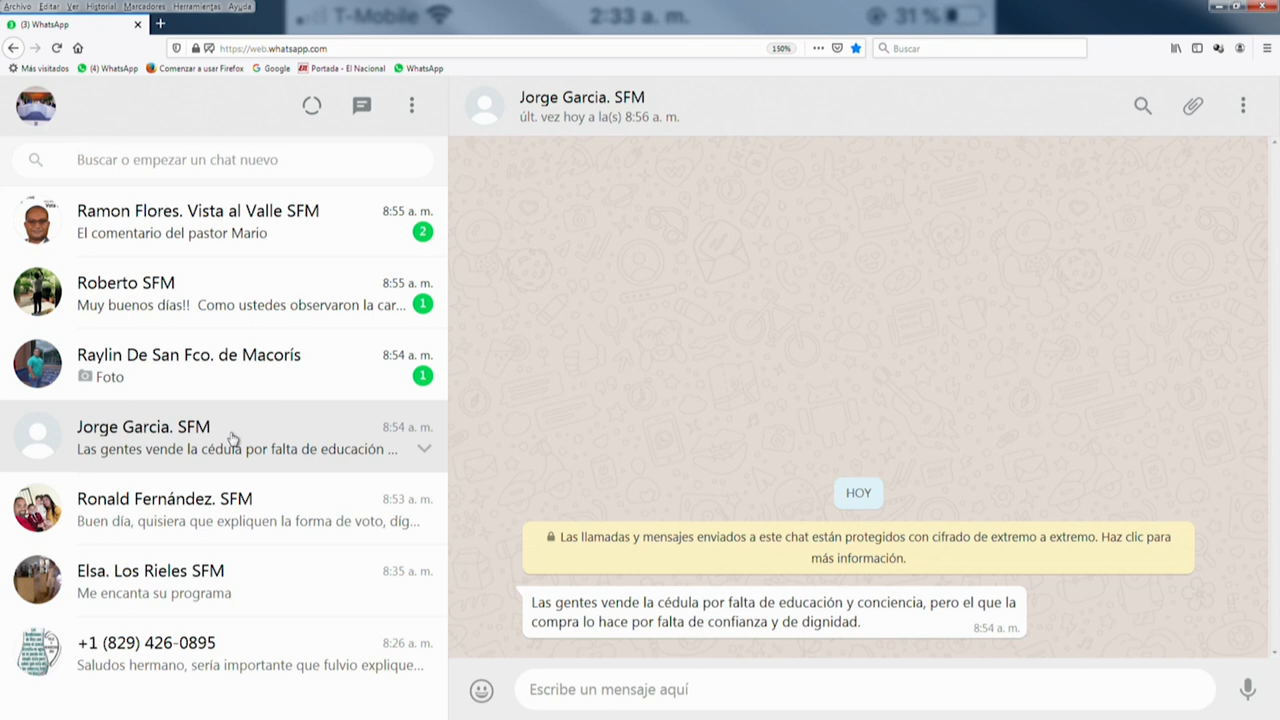 Archivo Editar Ver Historial Marcadores Herramientas Ayuda
T-Mobile 2:33 a. m. 31 %
(3) WhatsApp
https://web.whatsapp.com 150% Buscar
Más visitados (4) WhatsApp Comenzar a usar Firefox Google Portada - El Nacional WhatsApp
Jorge Garcia. SFM
últ. vez hoy a la(s) 8:56 a. m.
Buscar o empezar un chat nuevo
Ramon Flores. Vista al Valle SFM 8:55 a. m.
El comentario del pastor Mario 2
Roberto SFM 8:55 a. m.
Muy buenos días!! Como ustedes observaron la car... 1
Raylin De San Fco. de Macorís 8:54 a. m.
Foto 1
Jorge Garcia. SFM 8:54 a. m.
Las gentes vende la cédula por falta de educación ...
Ronald Fernández. SFM 8:53 a. m.
Buen día, quisiera que expliquen la forma de voto, díg...
Elsa. Los Rieles SFM 8:35 a. m.
Me encanta su programa
+1 (829) 426-0895 8:26 a. m.
Saludos hermano, sería importante que fulvio explique...
HOY
Las llamadas y mensajes enviados a este chat están protegidos con cifrado de extremo a extremo. Haz clic para
más información.
Las gentes vende la cédula por falta de educación y conciencia, pero el que la
compra lo hace por falta de confianza y de dignidad.
8:54 a. m.
Escribe un mensaje aquí